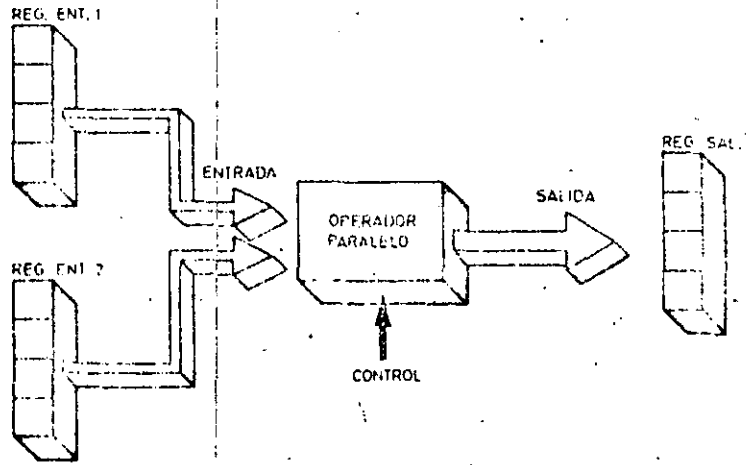 REG. ENT. 1
REG. ENT. 2
ENTRADA
OPERADOR
PARALELO
CONTROL
SALIDA
REG. SAL.